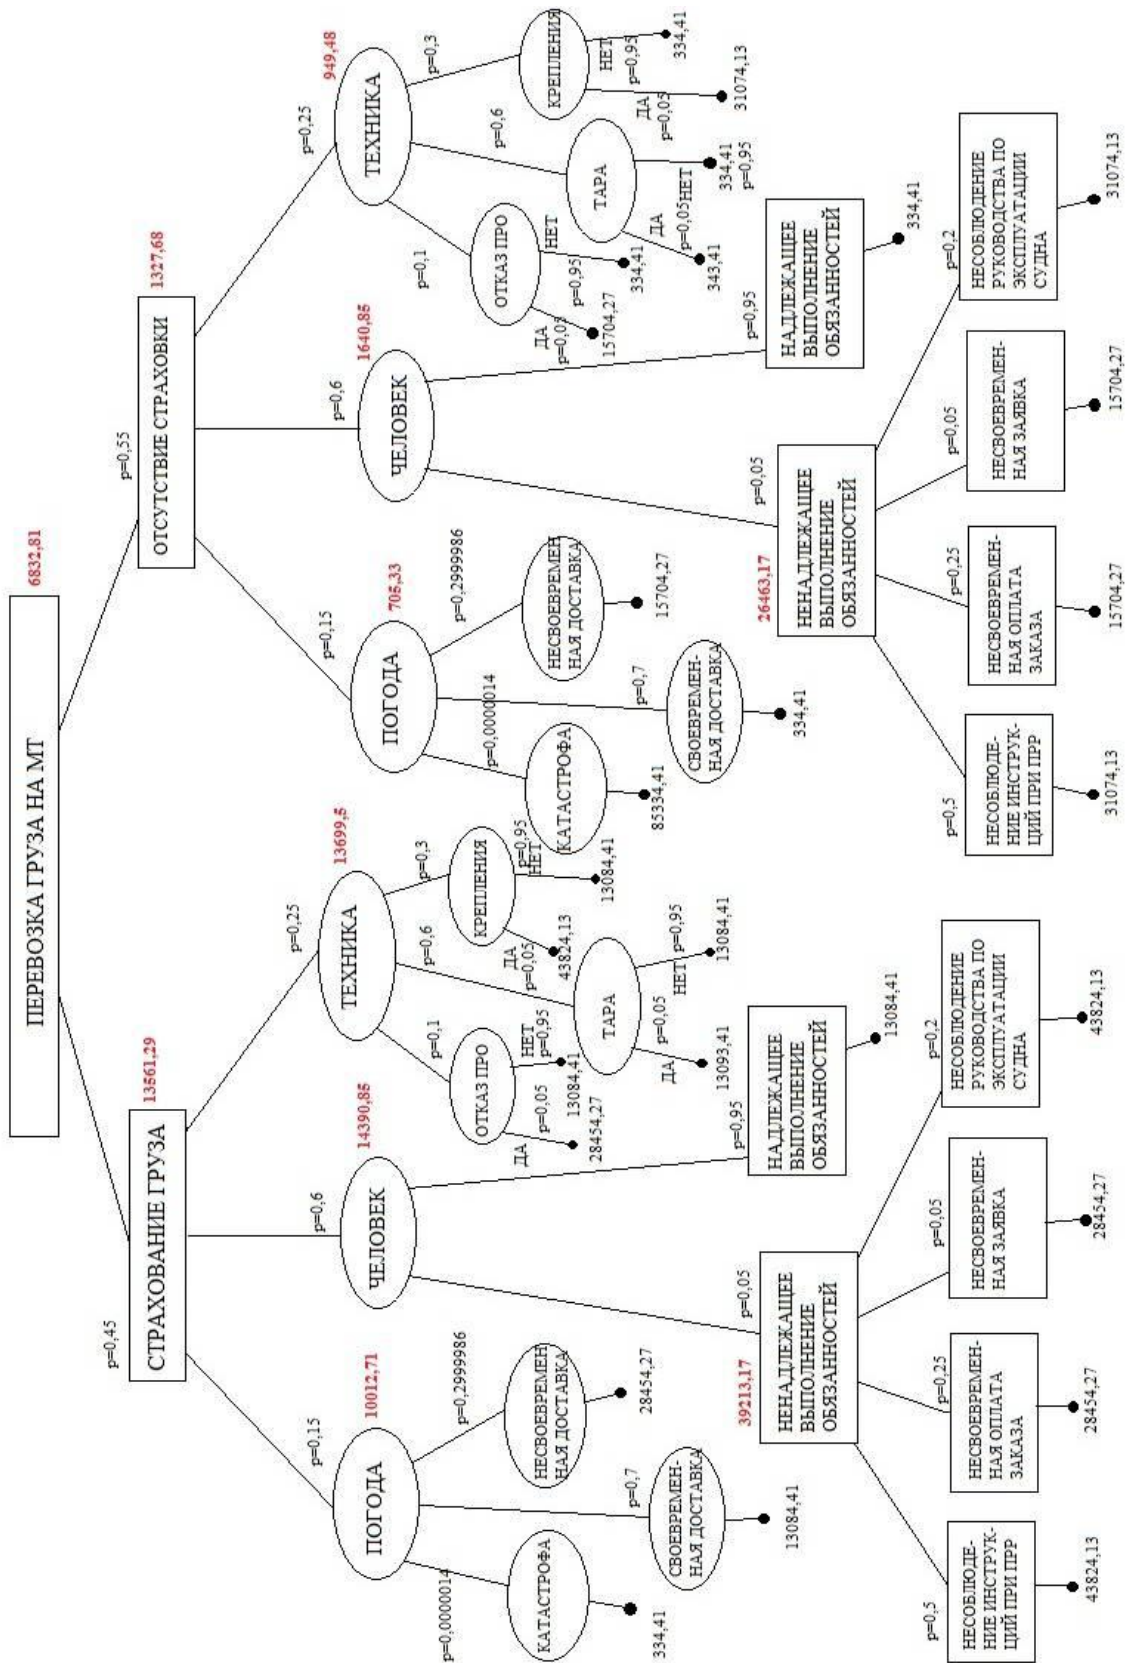 ПЕРЕВОЗКА ГРУЗА НА МТ
6832,81
p=0,45
p=0,55
СТРАХОВАНИЕ ГРУЗА
13561,29
ОТСУТСТВИЕ СТРАХОВКИ
1327,68
p=0,15
p=0,6
p=0,25
p=0,15
p=0,6
p=0,25
10012,71
ПОГОДА
14390,85
ЧЕЛОВЕК
13699,5
ТЕХНИКА
705,33
ПОГОДА
1640,85
ЧЕЛОВЕК
949,48
ТЕХНИКА
p=0,0000014
p=0,7
p=0,2999986
КАТАСТРОФА
334,41
СВОЕВРЕМЕН-
НАЯ ДОСТАВКА
13084,41
НЕСВОЕВРЕМЕН
НАЯ ДОСТАВКА
28454,27
p=0,1
p=0,6
p=0,3
ОТКАЗ ПРО
ДА
p=0,05
28454,27
НЕТ
p=0,95
13084,41
ТАРА
ДА
p=0,05
13093,41
НЕТ
p=0,95
13084,41
КРЕПЛЕНИЯ
ДА
p=0,05
43824,13
p=0,95
НЕТ
13084,41
p=0,05
p=0,95
39213,17
НЕНАДЛЕЖАЩЕЕ
ВЫПОЛНЕНИЕ
ОБЯЗАННОСТЕЙ
НАДЛЕЖАЩЕЕ
ВЫПОЛНЕНИЕ
ОБЯЗАННОСТЕЙ
13084,41
p=0,5
p=0,25
p=0,05
p=0,2
НЕСОБЛЮДЕ-
НИЕ ИНСТРУК-
ЦИЙ ПРИ ПРР
43824,13
НЕСВОЕВРЕМЕН-
НАЯ ОПЛАТА
ЗАКАЗА
28454,27
НЕСВОЕВРЕМЕН-
НАЯ ЗАЯВКА
28454,27
НЕСОБЛЮДЕНИЕ
РУКОВОДСТВА ПО
ЭКСПЛУАТАЦИИ
СУДНА
43824,13
p=0,0000014
p=0,7
p=0,2999986
КАТАСТРОФА
85334,41
СВОЕВРЕМЕН-
НАЯ ДОСТАВКА
334,41
НЕСВОЕВРЕМЕН
НАЯ ДОСТАВКА
15704,27
p=0,1
p=0,6
p=0,3
ОТКАЗ ПРО
ДА
p=0,05
15704,27
НЕТ
p=0,95
334,41
ТАРА
ДА
p=0,05
343,41
НЕТ
334,41
p=0,95
КРЕПЛЕНИЯ
ДА
p=0,05
31074,13
НЕТ
p=0,95
334,41
p=0,05
p=0,95
26463,17
НЕНАДЛЕЖАЩЕЕ
ВЫПОЛНЕНИЕ
ОБЯЗАННОСТЕЙ
НАДЛЕЖАЩЕЕ
ВЫПОЛНЕНИЕ
ОБЯЗАННОСТЕЙ
334,41
p=0,5
p=0,25
p=0,05
p=0,2
НЕСОБЛЮДЕ-
НИЕ ИНСТРУК-
ЦИЙ ПРИ ПРР
31074,13
НЕСВОЕВРЕМЕН-
НАЯ ОПЛАТА
ЗАКАЗА
15704,27
НЕСВОЕВРЕМЕН-
НАЯ ЗАЯВКА
15704,27
НЕСОБЛЮДЕНИЕ
РУКОВОДСТВА ПО
ЭКСПЛУАТАЦИИ
СУДНА
31074,13